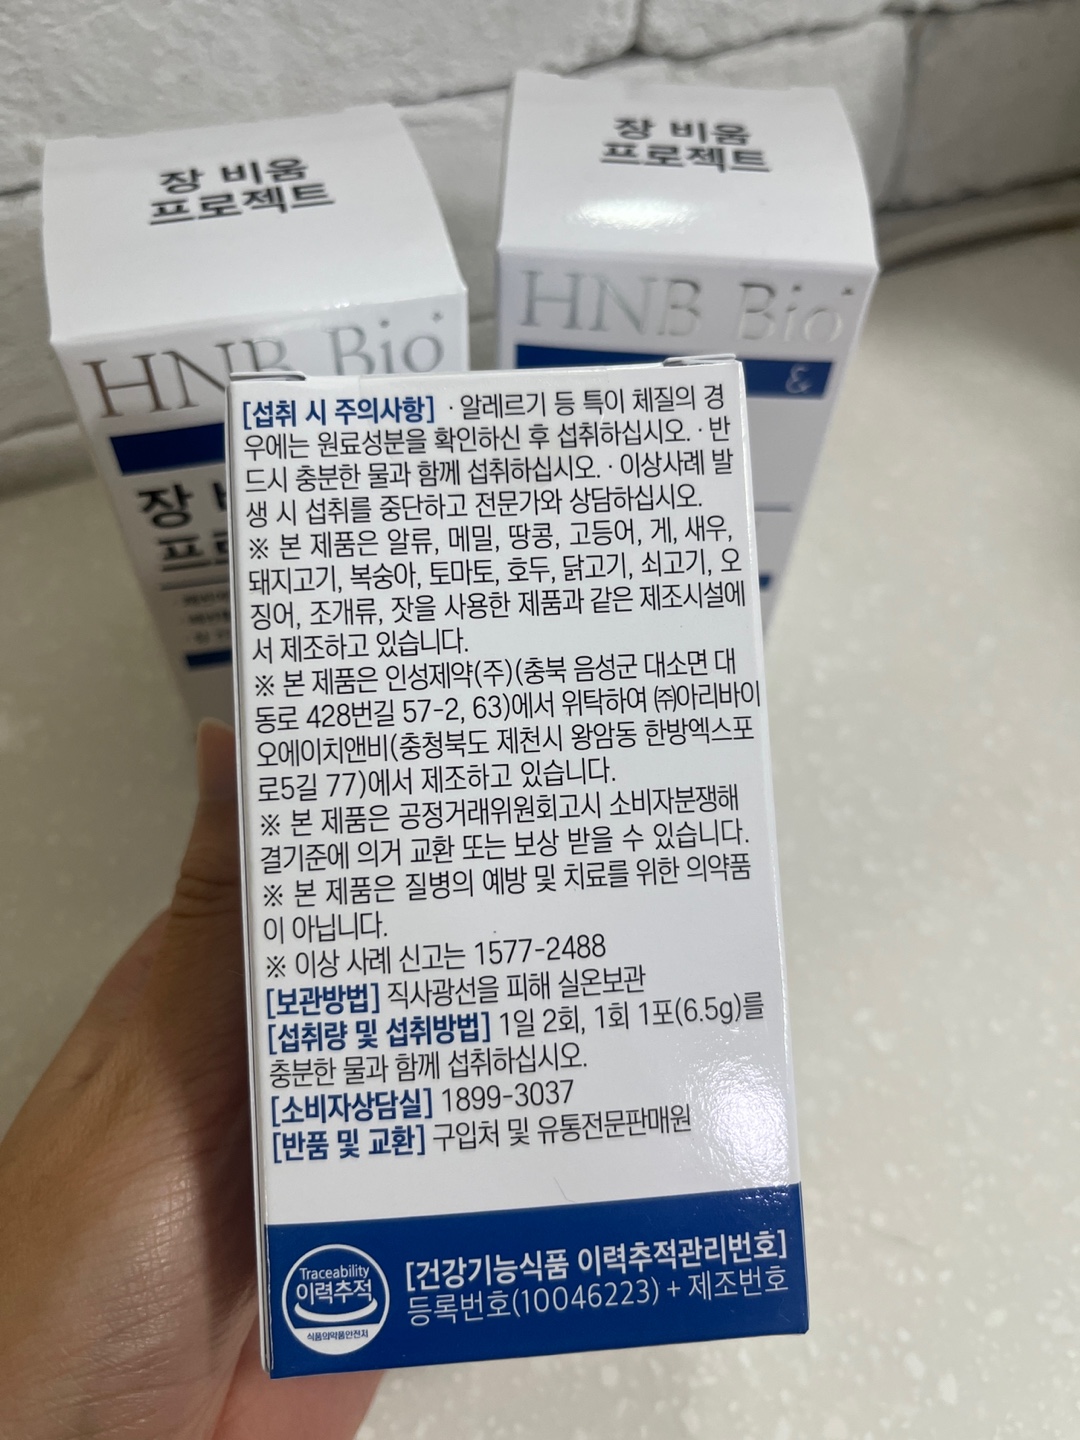 장 비움
프로젝트
HNB Bio
장 비움
프로젝트
HNB Bio
&
장
프로
[섭취 시 주의사항] · 알레르기 등 특이 체질의 경
우에는 원료성분을 확인하신 후 섭취하십시오. · 반
드시 충분한 물과 함께 섭취하십시오. · 이상사례 발
생 시 섭취를 중단하고 전문가와 상담하십시오.
※ 본 제품은 알류, 메밀, 땅콩, 고등어, 게, 새우,
돼지고기, 복숭아, 토마토, 호두, 닭고기, 쇠고기, 오
징어, 조개류, 잣을 사용한 제품과 같은 제조시설에
서 제조하고 있습니다.
※ 본 제품은 인성제약(주)(충북 음성군 대소면 대
동로 428번길 57-2, 63)에서 위탁하여 ㈜아리바이
오에이치앤비(충청북도 제천시 왕암동 한방엑스포
로5길 77)에서 제조하고 있습니다.
※ 본 제품은 공정거래위원회고시 소비자분쟁해
결기준에 의거 교환 또는 보상 받을 수 있습니다.
※ 본 제품은 질병의 예방 및 치료를 위한 의약품
이 아닙니다.
※ 이상 사례 신고는 1577-2488
[보관방법] 직사광선을 피해 실온보관
[섭취량 및 섭취방법] 1일 2회, 1회 1포(6.5g)를
충분한 물과 함께 섭취하십시오.
[소비자상담실] 1899-3037
[반품 및 교환] 구입처 및 유통전문판매원
Traceability
이력추적
식품의약품안전처
[건강기능식품 이력추적관리번호]
등록번호(10046223) + 제조번호